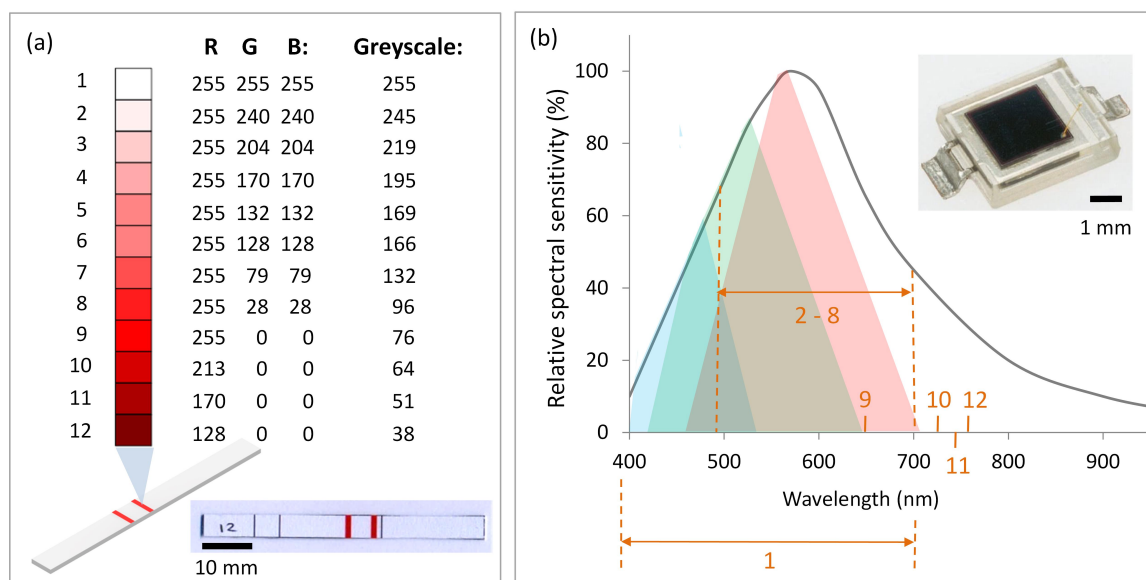 (a)
R G B: Greyscale:
1 255 255 255 255
2 255 240 240 245
3 255 204 204 219
4 255 170 170 195
5 255 132 132 169
6 255 128 128 166
7 255 79 79 132
8 255 28 28 96
9 255 0 0 76
10 213 0 0 64
11 170 0 0 51
12 128 0 0 38
12
10 mm
(b)
Relative spectral sensitivity (%)
100
80
60
40
20
0
1 mm
2 - 8
9 10 12
11
400 500 600 700 800 900
Wavelength (nm)
1